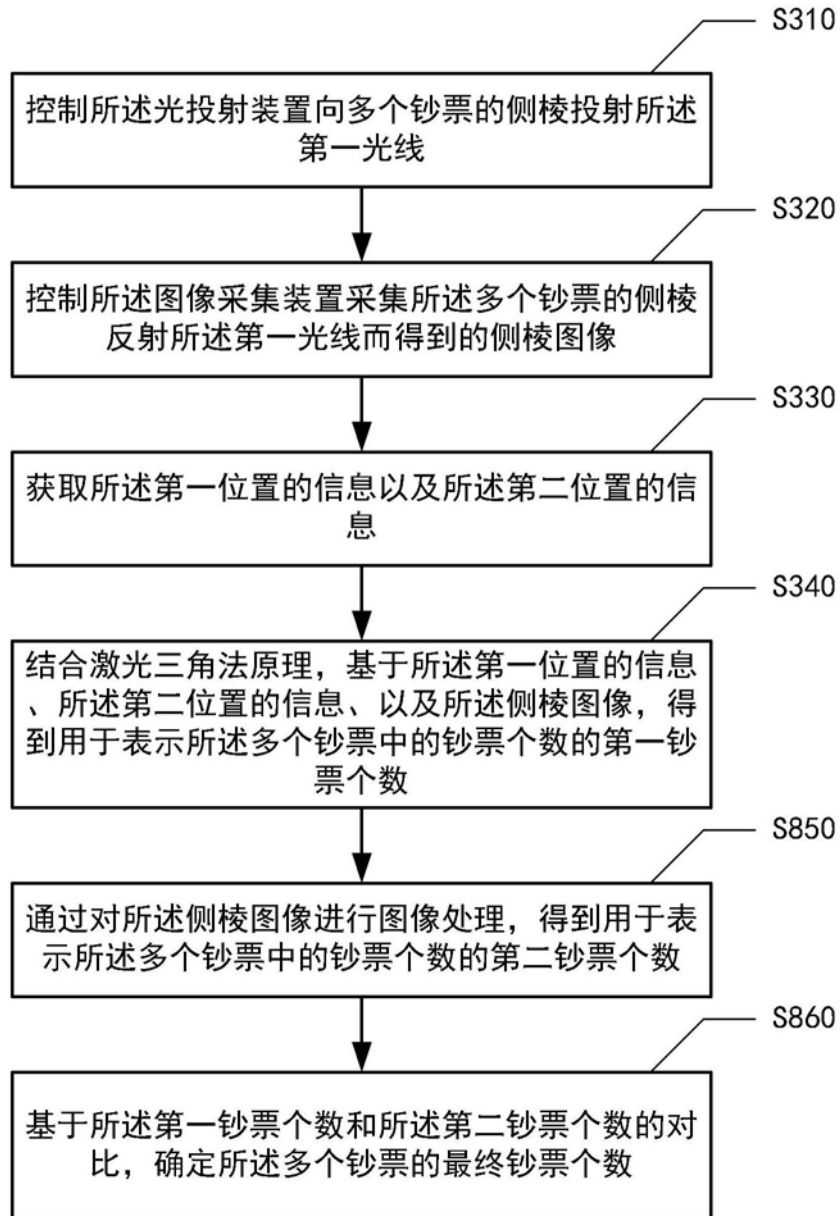 S310
控制所述光投射装置向多个钞票的侧棱投射所述
第一光线
S320
控制所述图像采集装置采集所述多个钞票的侧棱
反射所述第一光线而得到的侧棱图像
S330
获取所述第一位置的信息以及所述第二位置的信
息
S340
结合激光三角法原理，基于所述第一位置的信息
、所述第二位置的信息、以及所述侧棱图像，得
到用于表示所述多个钞票中的钞票个数的第一钞
票个数
S850
通过对所述侧棱图像进行图像处理，得到用于表
示所述多个钞票中的钞票个数的第二钞票个数
S860
基于所述第一钞票个数和所述第二钞票个数的对
比，确定所述多个钞票的最终钞票个数